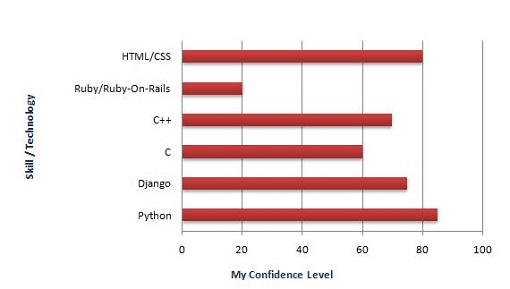 HTML/CSS
Ruby/Ruby-On-Rails
C++
C
Django
Python
Skill / Technology
0 20 40 60 80 100
My Confidence Level